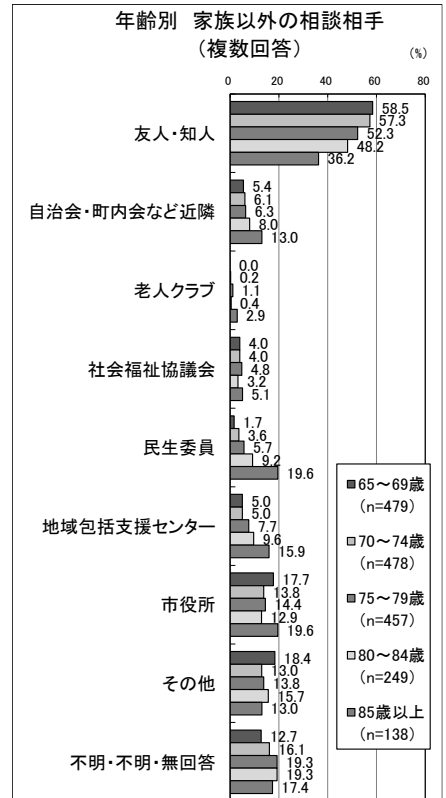 年齢別 家族以外の相談相手
（複数回答）
(%)
0 20 40 60 80
友人・知人
58.5
57.3
52.3
48.2
36.2
自治会・町内会など近隣
5.4
6.1
6.3
8.0
13.0
老人クラブ
0.0
0.2
1.1
0.4
2.9
社会福祉協議会
4.0
4.0
4.8
3.2
5.1
民生委員
1.7
3.6
5.7
9.2
19.6
地域包括支援センター
5.0
5.0
7.7
9.6
15.9
市役所
17.7
13.8
14.4
12.9
19.6
その他
18.4
13.0
13.8
15.7
13.0
不明・不明・無回答
12.7
16.1
19.3
19.3
17.4
65～69歳
(n=479)
70～74歳
(n=478)
75～79歳
(n=457)
80～84歳
(n=249)
85歳以上
(n=138)